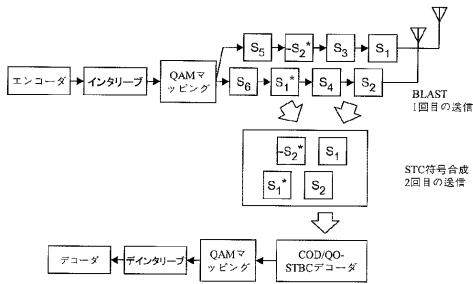 S5 -S2* S3 S1
エンコーダ
インタリーブ
QAMマ
ッピング
S6 S1* S4 S2
BLAST
1回目の送信
-S2* S1
S1* S2
STC符号合成
2回目の送信
デコーダ
デインタリーブ
QAMマ
ッピング
COD/QO-
STBCデコーダ